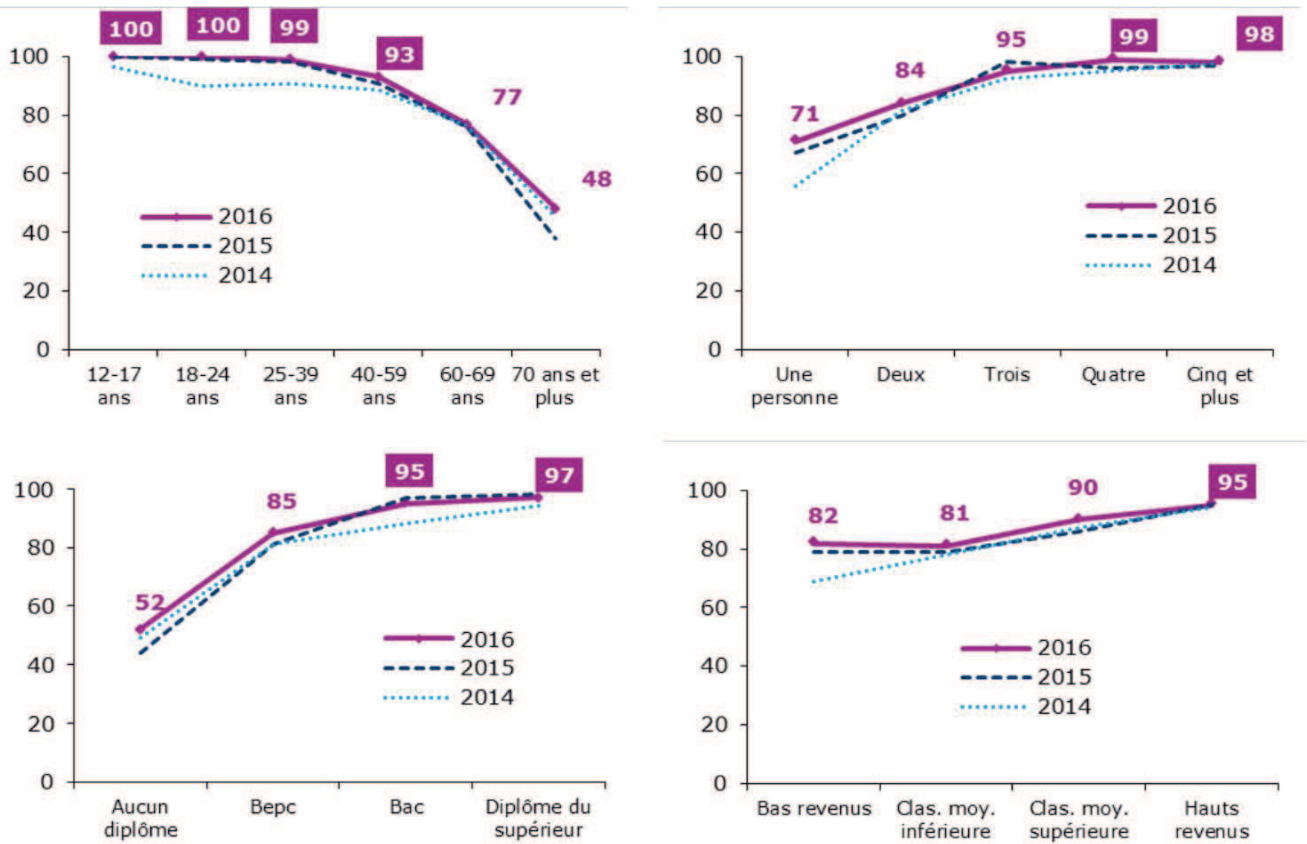 100 100 99 93
100
80
60
40
20
0
77
48
2016
2015
2014
12-17 ans
18-24 ans
25-39 ans
40-59 ans
60-69 ans
70 ans et plus
71 84 95 99 98
100
80
60
40
20
0
2016
2015
2014
Une personne
Deux
Trois
Quatre
Cinq et plus
52 85 95 97
100
80
60
40
20
0
2016
2015
2014
Aucun diplôme
Bepc
Bac
Diplôme du supérieur
82 81 90 95
100
80
60
40
20
0
2016
2015
2014
Bas revenus
Clas. moy. inférieure
Clas. moy. supérieure
Hauts revenus